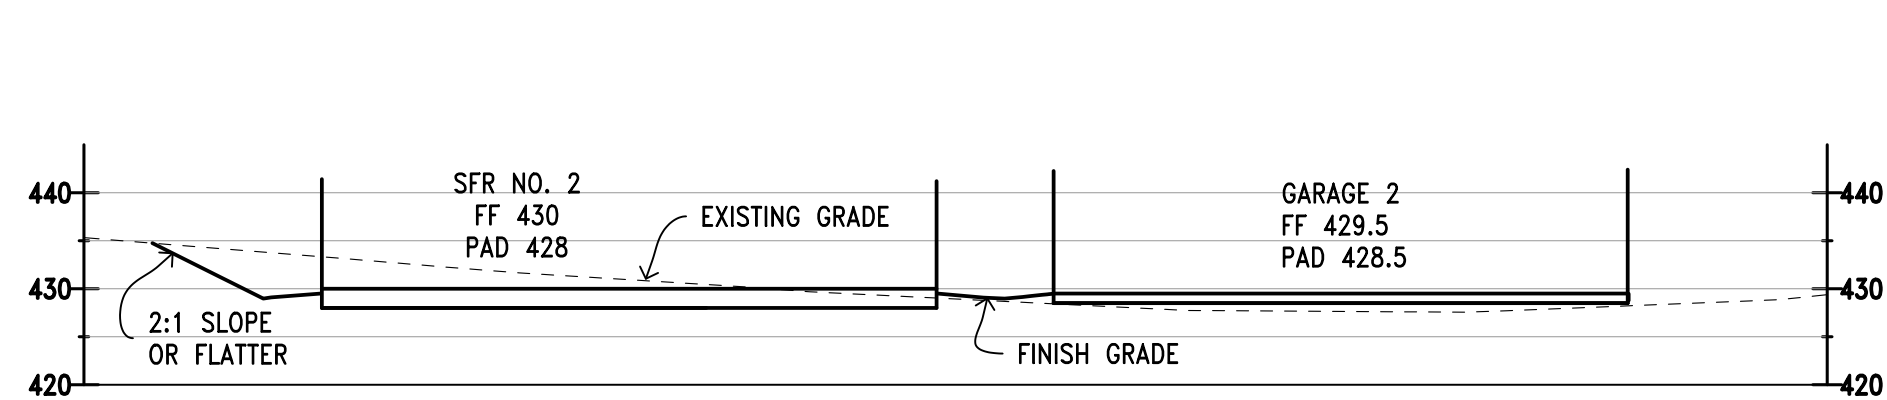 SFR NO. 2
FF 430
PAD 428
EXISTING GRADE
GARAGE 2
FF 429.5
PAD 428.5
440
440
430
430
2:1 SLOPE
OR FLATTER
FINISH GRADE
420
420